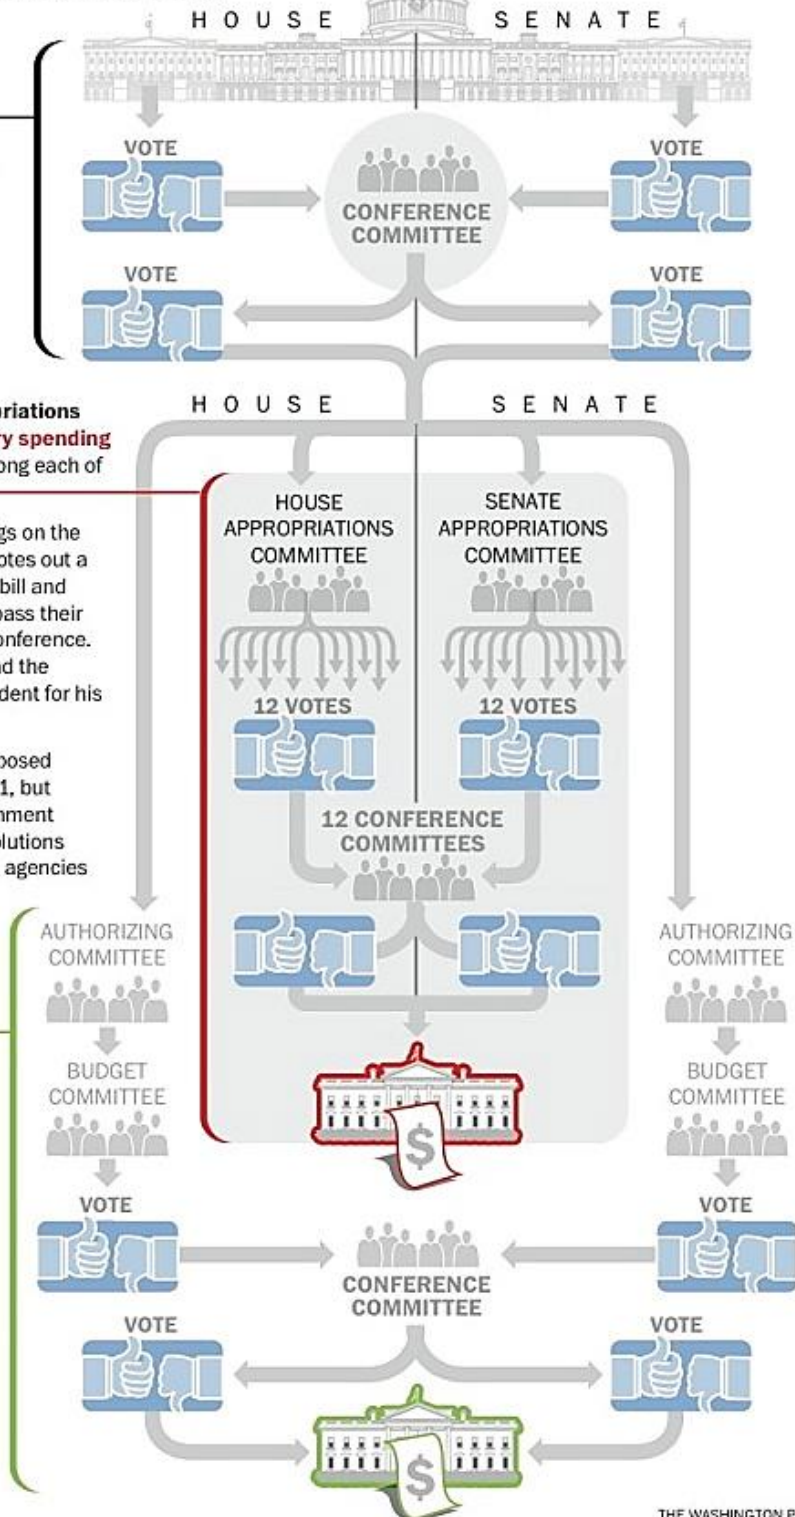 HOUSE SENATE
VOTE VOTE
CONFERENCE
COMMITTEE
VOTE VOTE
HOUSE SENATE
spending
ong each of
gs on the
otes out a
bill and
pass their
onference.
nd the
dent for his
posed
1, but
nment
olutions
agencies
HOUSE
APPROPRIATIONS
COMMITTEE
SENATE
APPROPRIATIONS
COMMITTEE
12 VOTES 12 VOTES
12 CONFERENCE
COMMITTEES
AUTHORIZING
COMMITTEE
AUTHORIZING
COMMITTEE
BUDGET
COMMITTEE
BUDGET
COMMITTEE
$
VOTE VOTE
CONFERENCE
COMMITTEE
VOTE VOTE
$
THE WASHINGTON